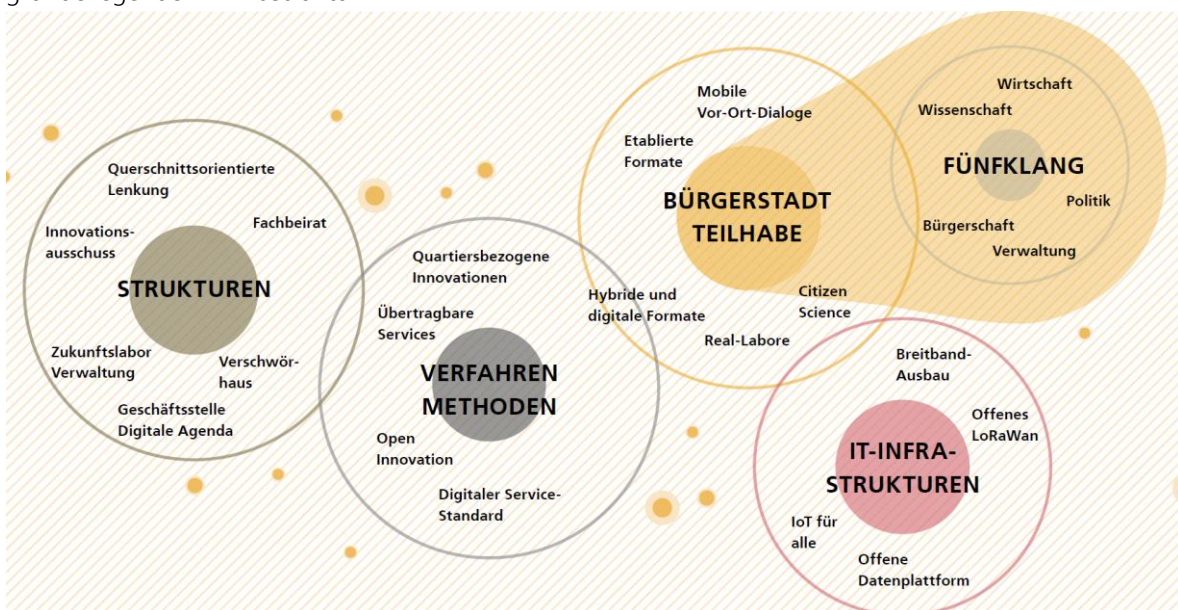 Querschnittsorientierte
Lenkung
Fachbeirat
Innovations-
ausschuss
STRUKTUREN
Zukunftslabor
Verwaltung
Verschwör-
haus
Geschäftsstelle
Digitale Agenda
Quartiersbezogene
Innovationen
Übertragbare
Services
VERFAHREN
METHODEN
Open
Innovation
Digitaler Service-
Standard
Mobile
Vor-Ort-Dialoge
Etablierte
Formate
BÜRGERSTADT
TEILHABE
Hybride und
digitale Formate
Citizen
Science
Real-Labore
Wirtschaft
Wissenschaft
FÜNFKLANG
Politik
Bürgerschaft
Verwaltung
Breitband-
Ausbau
Offenes
LoRaWan
IT-INFRA-
STRUKTUREN
IoT für
alle
Offene
Datenplattform